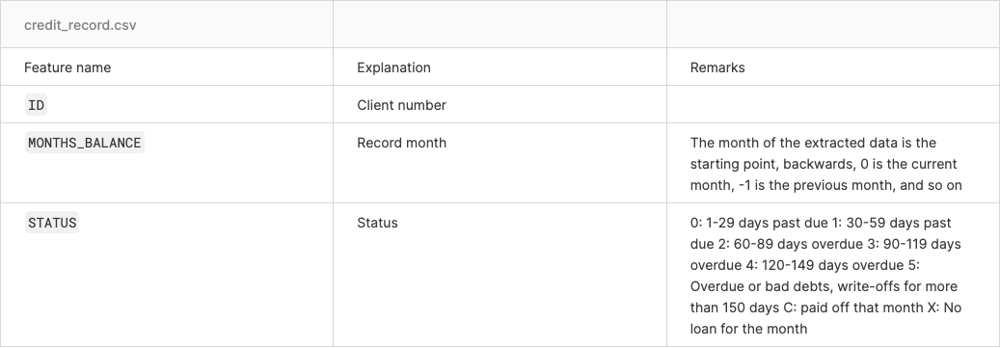 credit_record.csv
Feature name Explanation Remarks
ID Client number
MONTHS_BALANCE Record month The month of the extracted data is the
starting point, backwards, 0 is the current
month, -1 is the previous month, and so on
STATUS Status 0: 1-29 days past due 1: 30-59 days past
due 2: 60-89 days overdue 3: 90-119 days
overdue 4: 120-149 days overdue 5:
Overdue or bad debts, write-offs for more
than 150 days C: paid off that month X: No
loan for the month